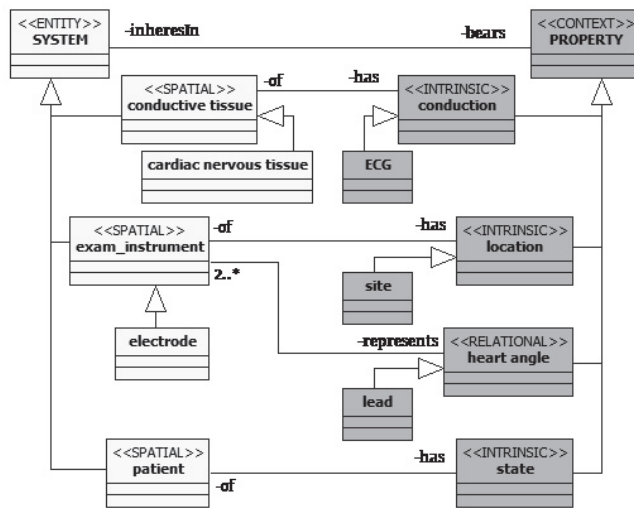 <<ENTITY>>
SYSTEM
-inheresIn
-bears
<<CONTEXT>>
PROPERTY
<<SPATIAL>>
conductive tissue
-of
-has
<<INTRINSIC>>
conduction
cardiac nervous tissue
ECG
<<SPATIAL>>
exam_instrument
-of
2..*
-has
<<INTRINSIC>>
location
site
electrode
-represents
<<RELATIONAL>>
heart angle
lead
<<SPATIAL>>
patient
-of
-has
<<INTRINSIC>>
state